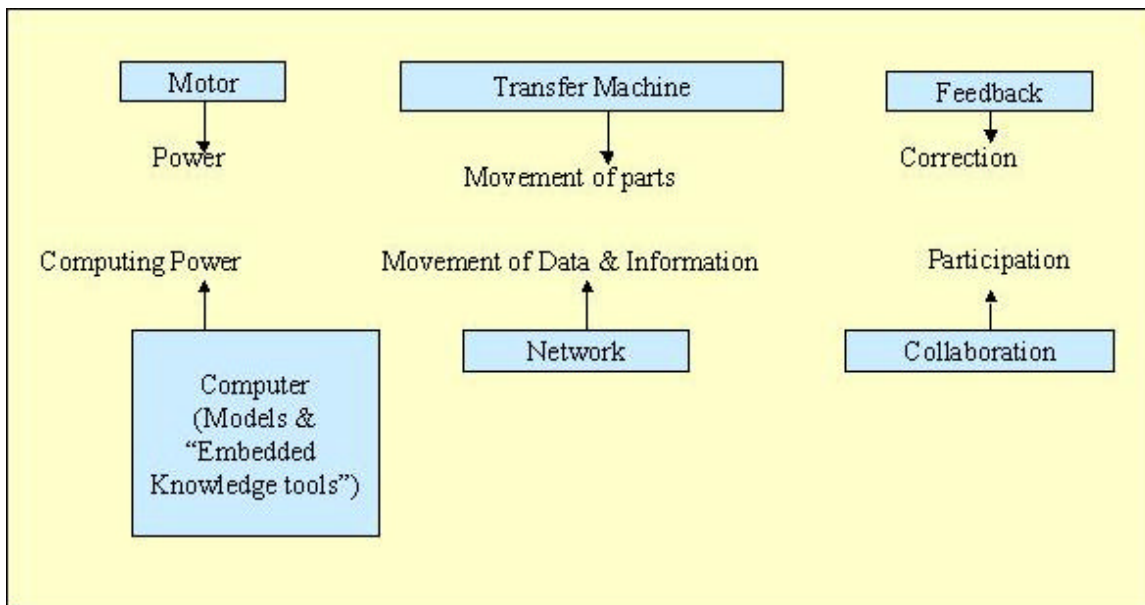 Motor
Transfer Machine
Feedback
Power
Movement of parts
Correction
Computing Power
Movement of Data & Information
Participation
Network
Collaboration
Computer
(Models &
“Embedded
Knowledge tools”)